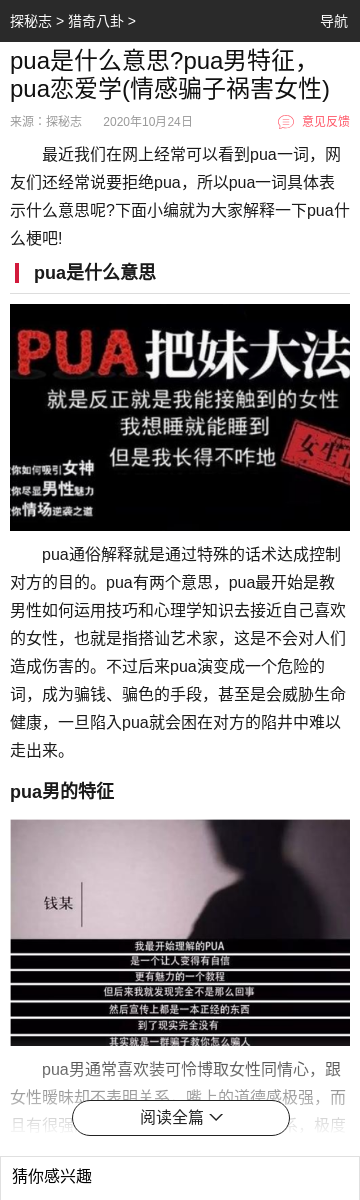 探秘志 > 猎奇八卦 >
导航
pua是什么意思?pua男特征，
pua恋爱学(情感骗子祸害女性)
来源：探秘志 2020年10月24日
意见反馈
最近我们在网上经常可以看到pua一词，网
友们还经常说要拒绝pua，所以pua一词具体表
示什么意思呢?下面小编就为大家解释一下pua什
么梗吧!
pua是什么意思
PUA把妹大法
就是反正就是我能接触到的女性
我想睡就能睡到
但是我长得不咋地
女生
你如何吸引女神
你尽显男性魅力
你情场逆袭之道
pua通俗解释就是通过特殊的话术达成控制
对方的目的。pua有两个意思，pua最开始是教
男性如何运用技巧和心理学知识去接近自己喜欢
的女性，也就是指搭讪艺术家，这是不会对人们
造成伤害的。不过后来pua演变成一个危险的
词，成为骗钱、骗色的手段，甚至是会威胁生命
健康，一旦陷入pua就会困在对方的陷井中难以
走出来。
pua男的特征
钱某
我最开始理解的PUA
是一个让人变得有自信
更有魅力的一个教程
但后来我就发现完全不是那么回事
然后宣传上都是一本正经的东西
到了现实完全没有
其实就是一群骗子教你怎么骗人
pua男通常喜欢装可怜博取女性同情心，跟
女性暧昧却不表明关系，嘴上的道德感极强，而
且有很强
系，极度
阅读全篇
猜你感兴趣